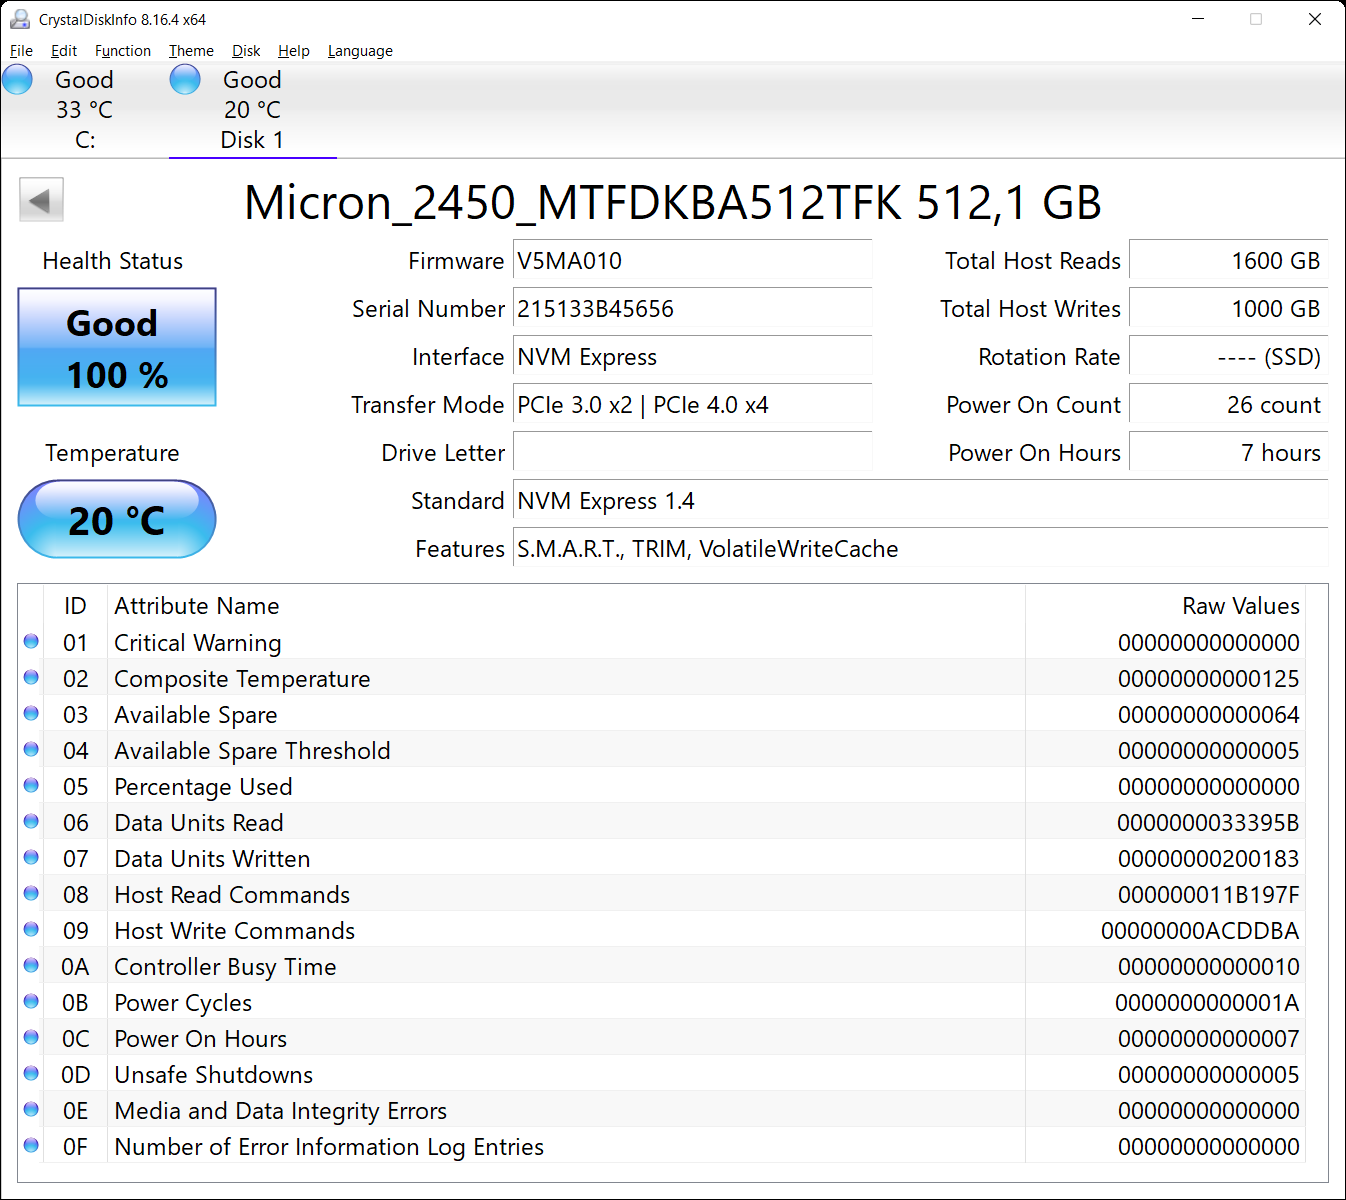 CrystalDiskInfo 8.16.4 x64
File Edit Function Theme Disk Help Language
Good Good
33 °C 20 °C
C: Disk 1
Micron_2450_MTFDKBA512TFK 512,1 GB
Health Status
Good
100 %
Temperature
20 °C
Firmware V5MA010
Serial Number 215133B45656
Interface NVM Express
Transfer Mode PCIe 3.0 x2 | PCIe 4.0 x4
Drive Letter
Standard NVM Express 1.4
Features S.M.A.R.T., TRIM, VolatileWriteCache
Total Host Reads 1600 GB
Total Host Writes 1000 GB
Rotation Rate ---- (SSD)
Power On Count 26 count
Power On Hours 7 hours
ID Attribute Name Raw Values
01 Critical Warning 00000000000000
02 Composite Temperature 00000000000125
03 Available Spare 00000000000064
04 Available Spare Threshold 00000000000005
05 Percentage Used 00000000000000
06 Data Units Read 0000000033395B
07 Data Units Written 00000000200183
08 Host Read Commands 000000011B197F
09 Host Write Commands 00000000ACDDBA
0A Controller Busy Time 00000000000010
0B Power Cycles 0000000000001A
0C Power On Hours 00000000000007
0D Unsafe Shutdowns 00000000000005
0E Media and Data Integrity Errors 00000000000000
0F Number of Error Information Log Entries 00000000000000